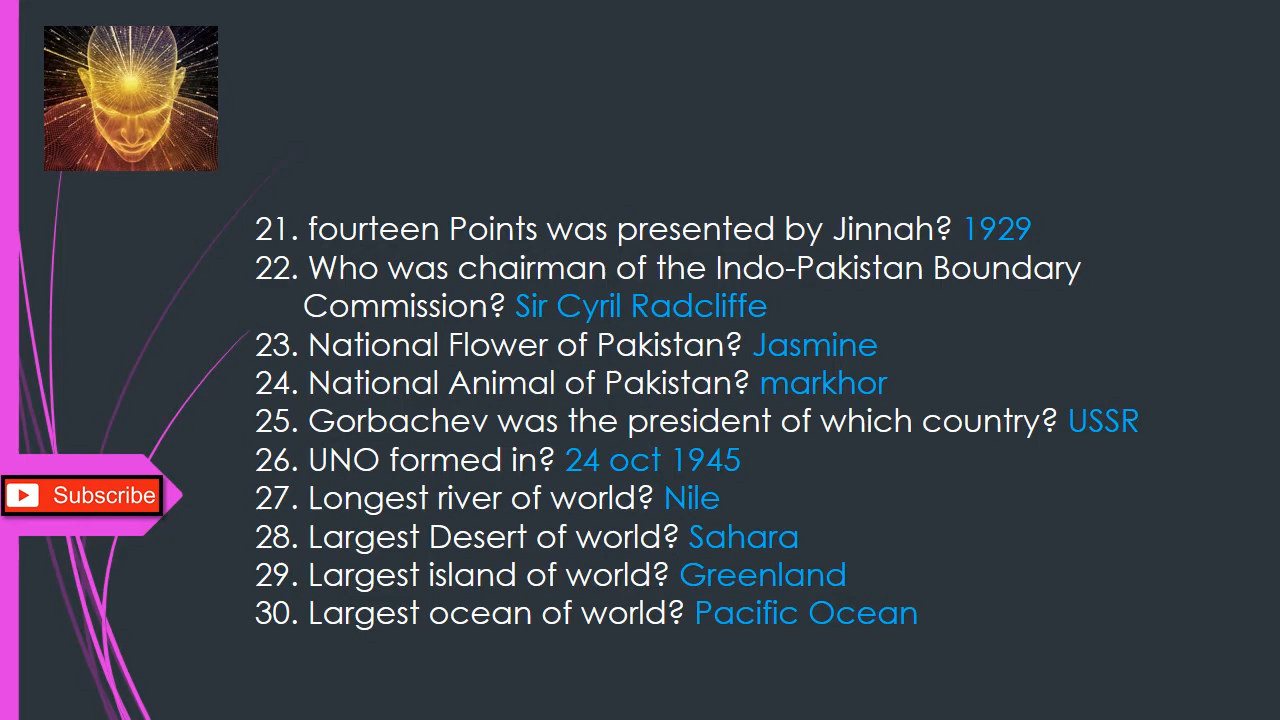 21. fourteen Points was presented by Jinnah? 1929
22. Who was chairman of the Indo-Pakistan Boundary
Commission? Sir Cyril Radcliffe
23. National Flower of Pakistan? Jasmine
24. National Animal of Pakistan? markhor
25. Gorbachev was the president of which country? USSR
26. UNO formed in? 24 oct 1945
27. Longest river of world? Nile
Subscribe
28. Largest Desert of world? Sahara
29. Largest island of world? Greenland
30. Largest ocean of world? Pacific Ocean